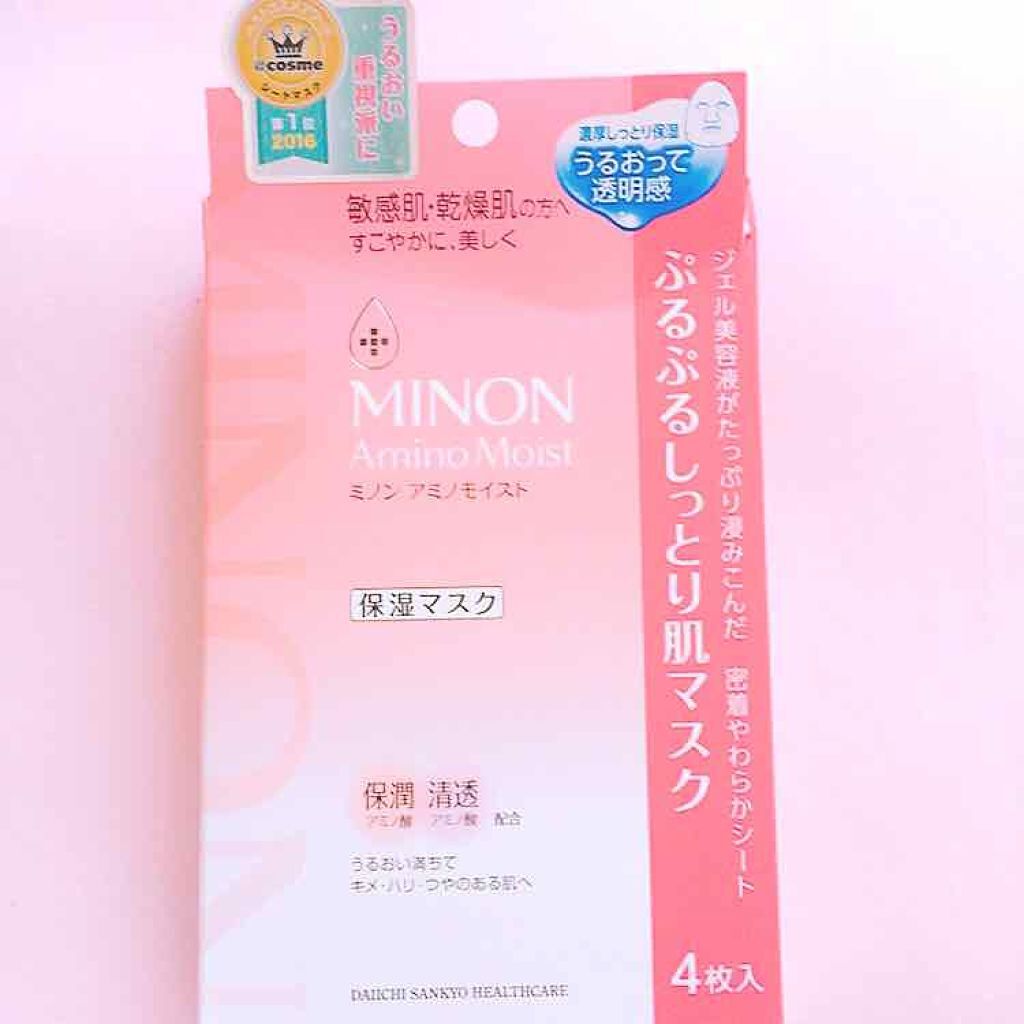 @cosme
シートマスク
第1位
2016
うるおい
重視派に
濃厚しっとり保湿
うるおって
透明感
敏感肌・乾燥肌の方へ
すこやかに、美しく
MINON
Amino Moist
ミノン アミノモイスト
保湿マスク
保潤 清透
アミノ酸 アミノ酸 配合
うるおい満ちて
キメ・ハリ・つやのある肌へ
DAIICHI SANKYO HEALTHCARE
ジェル美容液がたっぷり浸みこんだ 密着やわらかシート
ぷるぷるしっとり肌マスク
4枚入
MINON